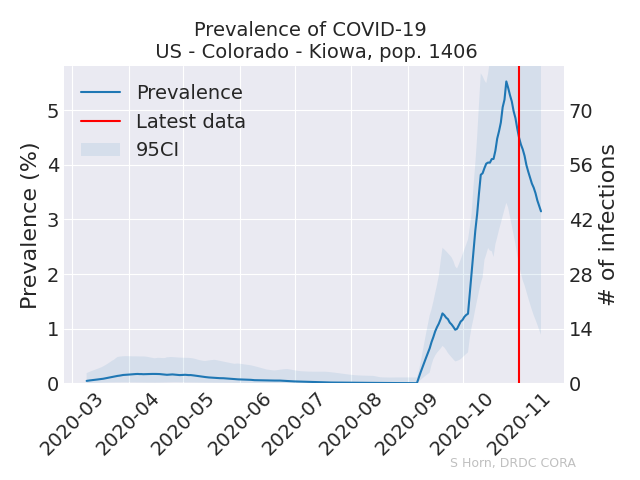 Prevalence of COVID-19
US - Colorado - Kiowa, pop. 1406
Prevalence
Latest data
95CI
Prevalence (%)
5
4
3
2
1
0
70
56
42
28
14
0
# of infections
2020-03
2020-04
2020-05
2020-06
2020-07
2020-08
2020-09
2020-10
2020-11
S Horn, DRDC CORA